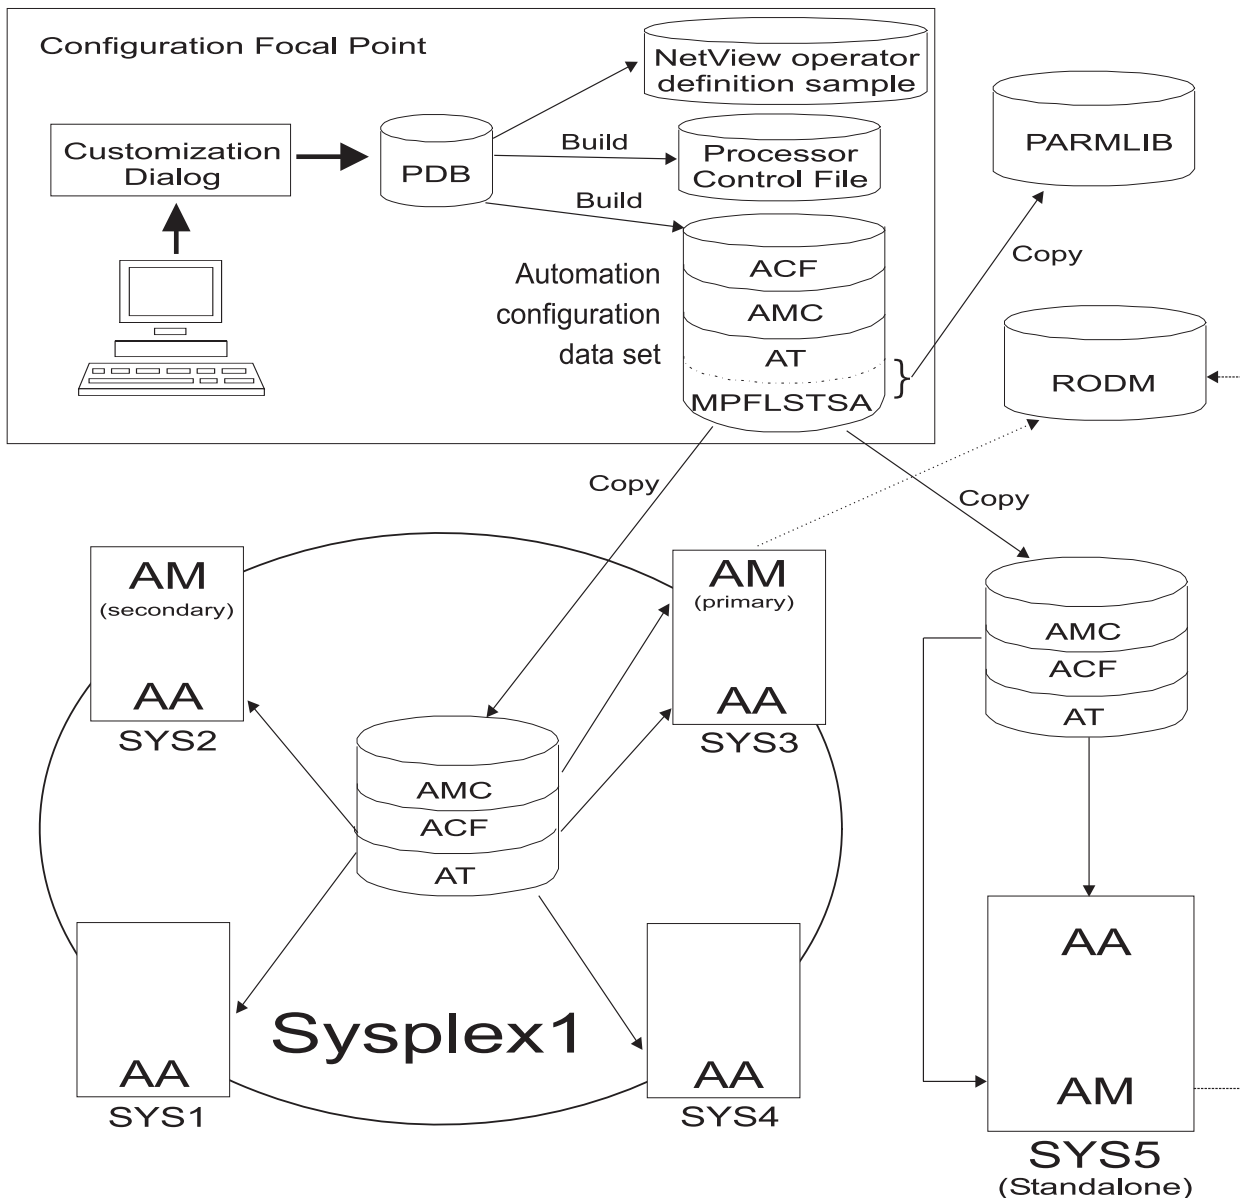 Configuration Focal Point
NetView operator
definition sample
Customization
Dialog
PDB
Build
Processor
Control File
PARMLIB
Build
Automation
configuration
data set
ACF
AMC
AT
MPFLSTSA
}
Copy
RODM
Copy
Copy
AM
(secondary)
AA
SYS2
AM
(primary)
AA
SYS3
AMC
ACF
AT
AMC
ACF
AT
Sysplex1
AA
SYS1
AA
SYS4
AA
AM
SYS5
(Standalone)